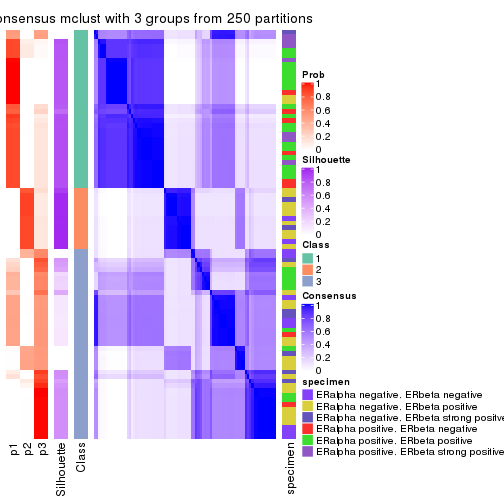 onsensus mclust with 3 groups from 250 partitions
Prob
1
0.8
0.6
0.4
0.2
0
Silhouette
1
0.8
0.6
0.4
0.2
0
Class
1
2
3
Consensus
1
0.8
0.6
0.4
0.2
0
specimen
ERalpha negative. ERbeta negative
ERalpha negative. ERbeta positive
ERalpha negative. ERbeta strong positive
ERalpha positive. ERbeta negative
ERalpha positive. ERbeta positive
ERalpha positive. ERbeta strong positive
p1
p2
p3
Silhouette
Class
specimen